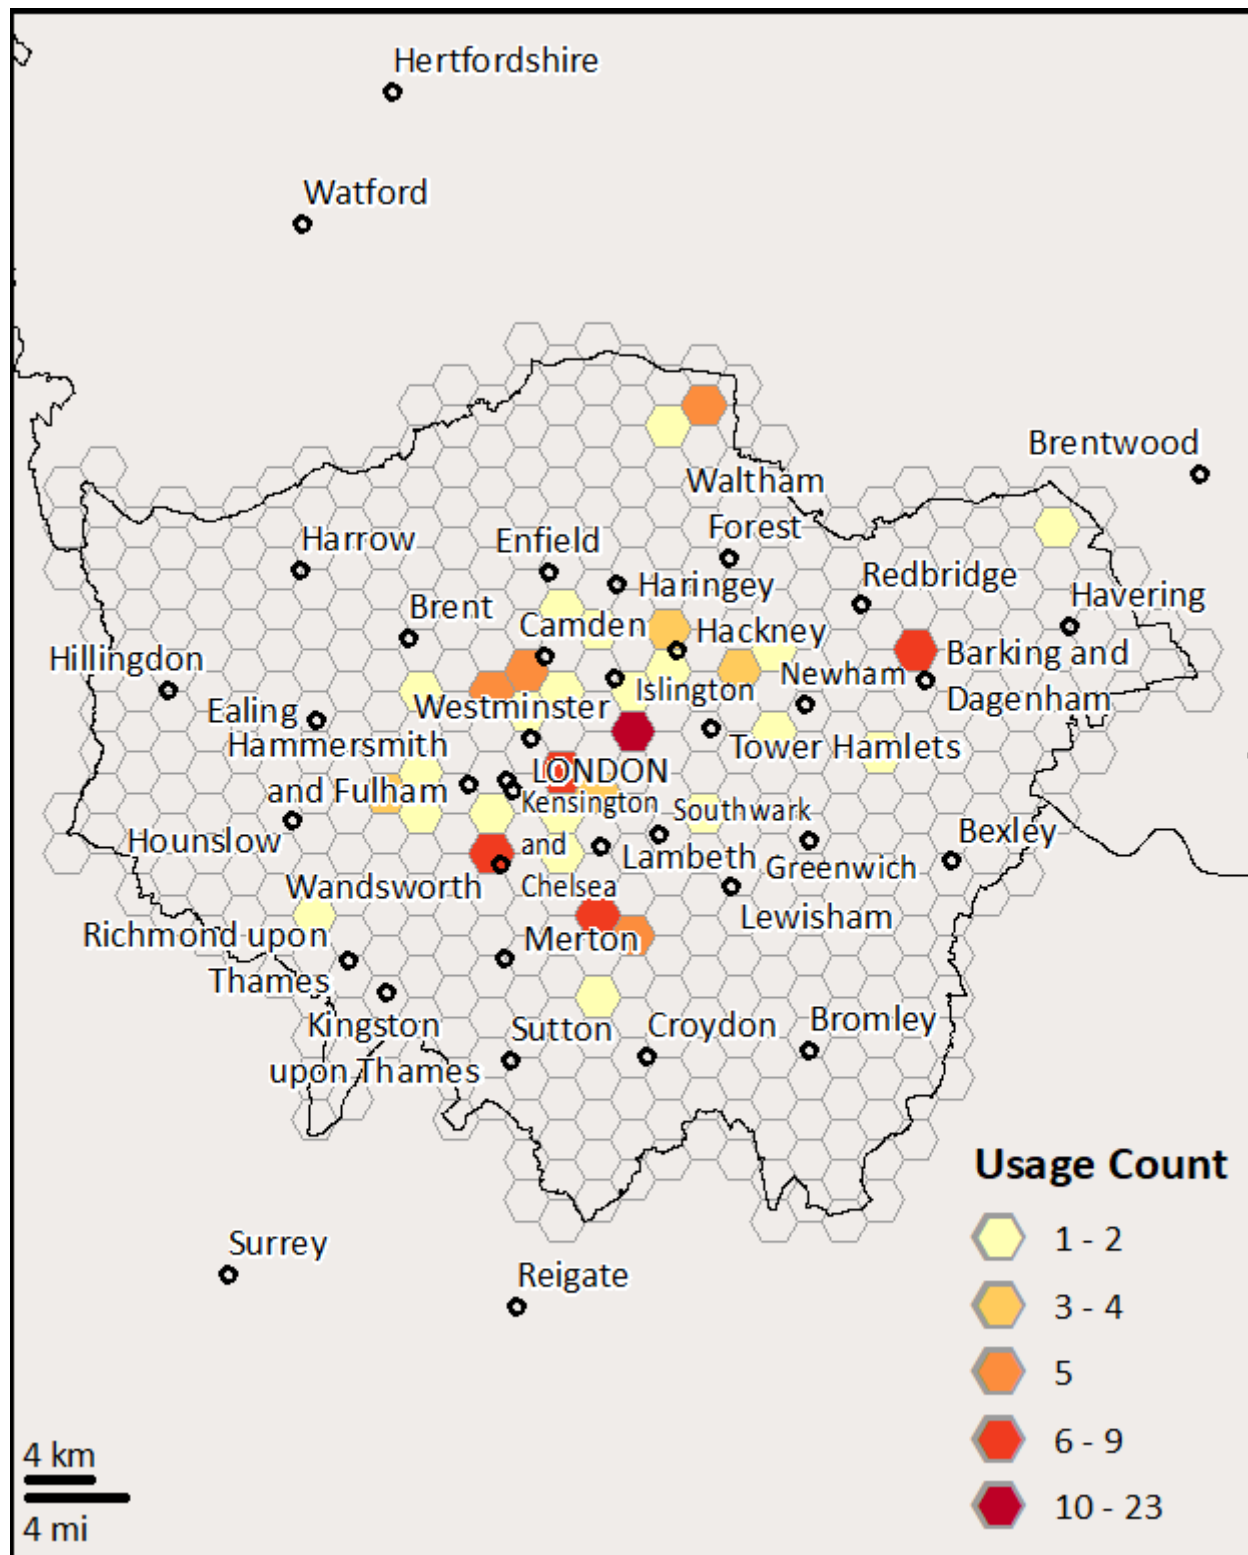 Hertfordshire
Watford
Brentwood
Waltham
Forest
Harrow
Enfield
Haringey
Redbridge
Havering
Brent
Camden
Hackney
Barking and
Dagenham
Hillingdon
Newham
Islington
Westminster
Ealing
Hammersmith
and Fulham
Tower Hamlets
LONDON
Kensington
and
Chelsea
Southwark
Hounslow
Lambeth
Greenwich
Bexley
Wandsworth
Lewisham
Richmond upon
Thames
Merton
Kingston
upon Thames
Sutton
Croydon
Bromley
Surrey
Reigate
Usage Count
1 - 2
3 - 4
5
6 - 9
10 - 23
4 km
4 mi